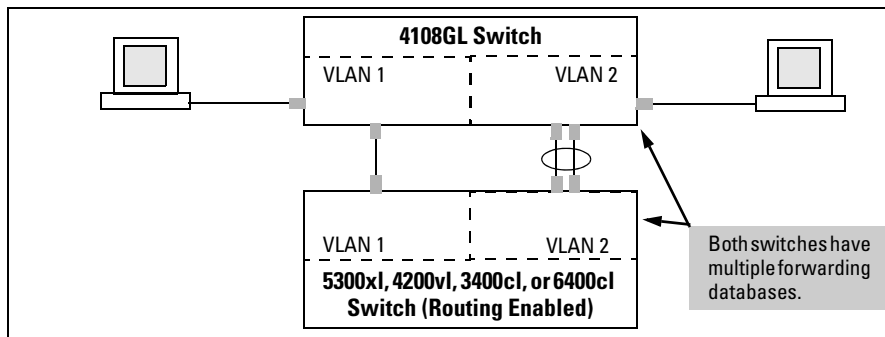 4108GL Switch
VLAN 1
VLAN 2
VLAN 1
VLAN 2
5300xl, 4200vl, 3400cl, or 6400cl
Switch (Routing Enabled)
Both switches have
multiple forwarding
databases.